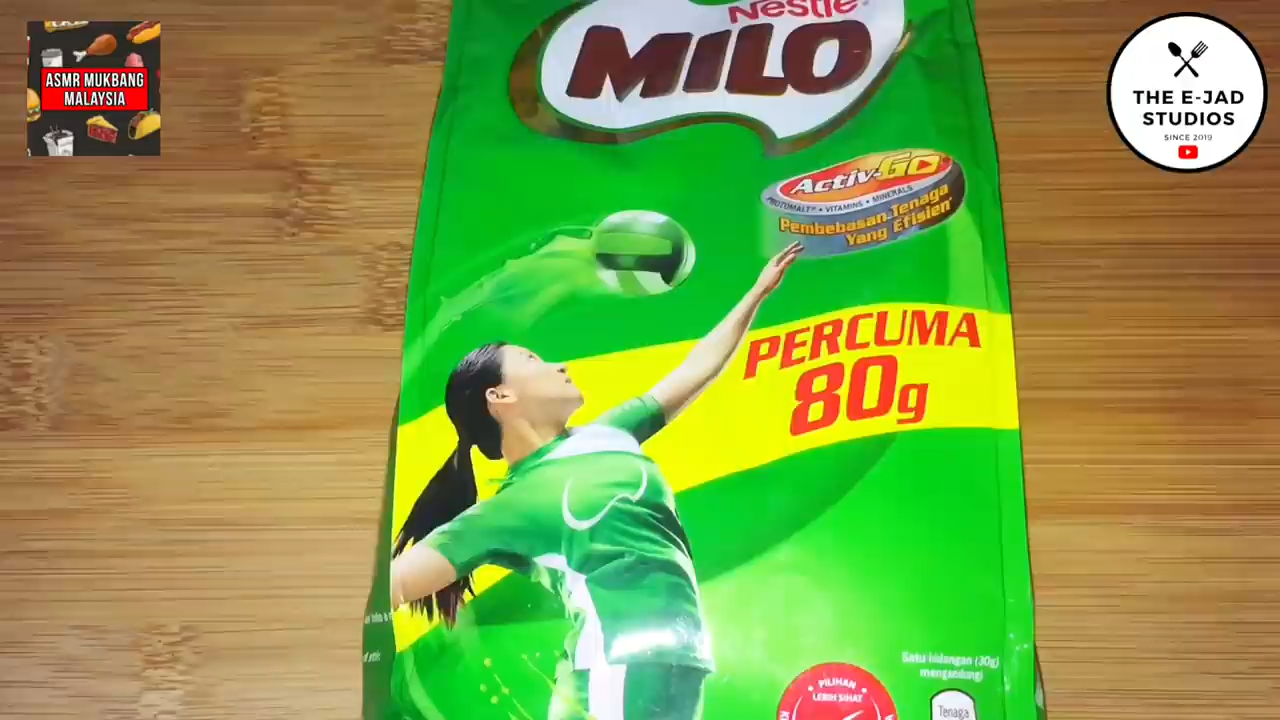 ASMR MUKBANG
MALAYSIA
THE E-JAD
STUDIOS
SINCE 2019
Nestlé
MILO
Activ-GO
PROTOMALT • VITAMINS • MINERALS
Pembebasan Tenaga
Yang Efisien
PERCUMA
80g
Satu hidangan (30g)
mengandungi
PILIHAN
LEBIH SIHAT
Tenaga